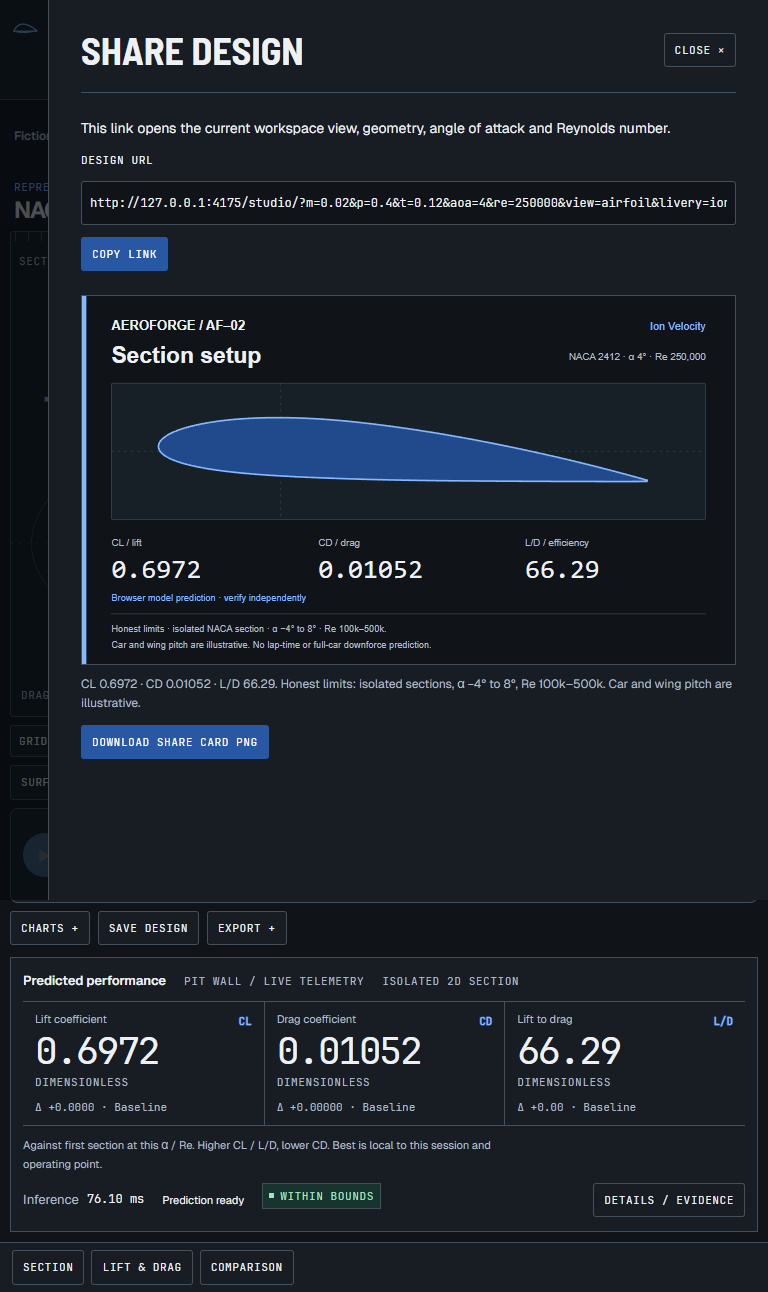 SHARE DESIGN
CLOSE ×
This link opens the current workspace view, geometry, angle of attack and Reynolds number.
DESIGN URL
http://127.0.0.1:4175/studio/?m=0.02&p=0.4&t=0.12&aoa=4&re=250000&view=airfoil&livery=ion
COPY LINK
AEROFORGE / AF–02
Ion Velocity
Section setup
NACA 2412 · α 4° · Re 250,000
CL / lift
CD / drag
L/D / efficiency
0.6972
0.01052
66.29
Browser model prediction · verify independently
Honest limits · isolated NACA section · α −4° to 8° · Re 100k–500k.
Car and wing pitch are illustrative. No lap-time or full-car downforce prediction.
CL 0.6972 · CD 0.01052 · L/D 66.29. Honest limits: isolated sections, α −4° to 8°, Re 100k–500k. Car and wing pitch are
illustrative.
DOWNLOAD SHARE CARD PNG
Fiction
REPRE
NAC
SECT
DRAG
GRID
SURF
CHARTS +
SAVE DESIGN
EXPORT +
Predicted performance
PIT WALL / LIVE TELEMETRY
ISOLATED 2D SECTION
Lift coefficient
CL
0.6972
DIMENSIONLESS
Δ +0.0000 · Baseline
Drag coefficient
CD
0.01052
DIMENSIONLESS
Δ +0.00000 · Baseline
Lift to drag
L/D
66.29
DIMENSIONLESS
Δ +0.00 · Baseline
Against first section at this α / Re. Higher CL / L/D, lower CD. Best is local to this session and
operating point.
Inference 76.10 ms
Prediction ready
WITHIN BOUNDS
DETAILS / EVIDENCE
SECTION
LIFT & DRAG
COMPARISON